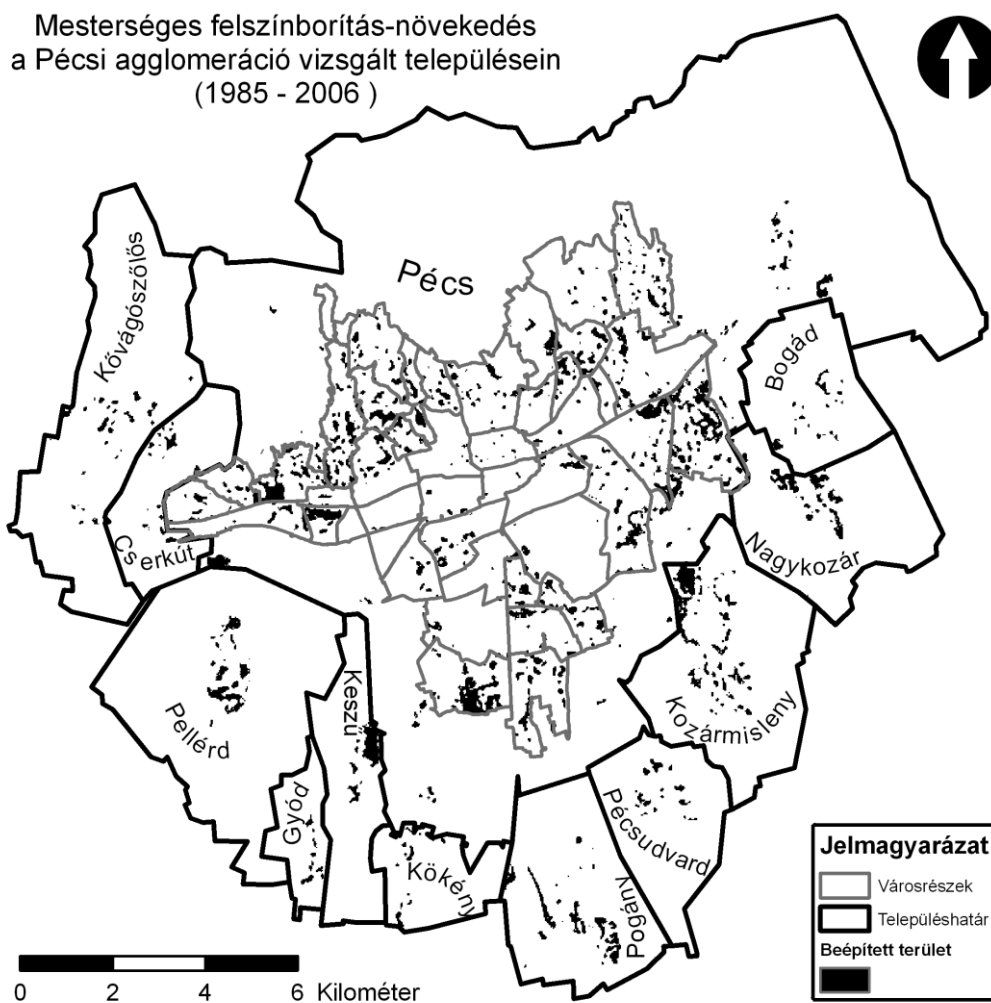 Mesterséges felszínborítás-növekedés
a Pécsi agglomeráció vizsgált településein
(1985 - 2006 )
Pécs
Kővágószőlős
Bogád
Cserkút
Nagykozár
Pellérd
Keszü
Kozármisleny
Gyód
Pécsudvard
Kökény
Pogány
Jelmagyarázat
Városrészek
Településhatár
Beépített terület
0 2 4 6 Kilométer